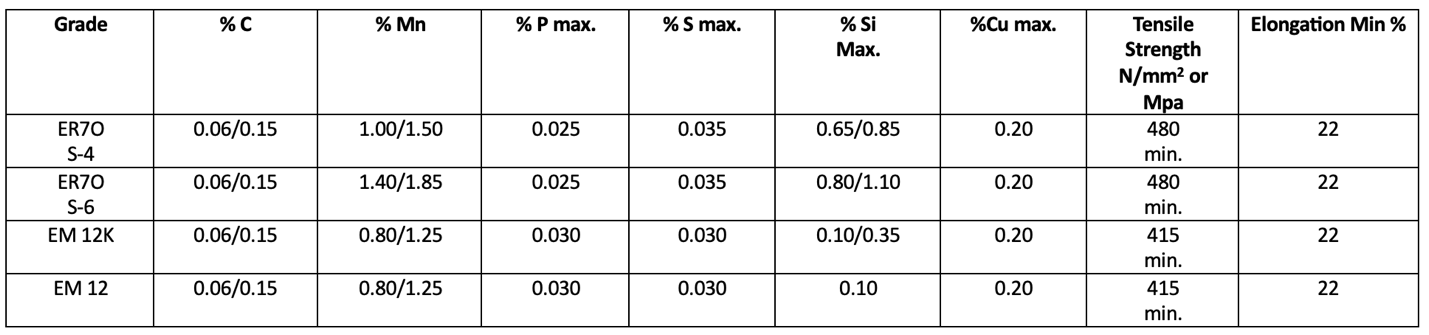 Grade % C % Mn % P max. % S max. % Si %Cu max. Tensile Elongation Min %
Max. Strength
N/mm² or
Mpa
ER7O 0.06/0.15 1.00/1.50 0.025 0.035 0.65/0.85 0.20 480 22
S-4 min.
ER7O 0.06/0.15 1.40/1.85 0.025 0.035 0.80/1.10 0.20 480 22
S-6 min.
EM 12K 0.06/0.15 0.80/1.25 0.030 0.030 0.10/0.35 0.20 415 22
min.
EM 12 0.06/0.15 0.80/1.25 0.030 0.030 0.10 0.20 415 22
min.